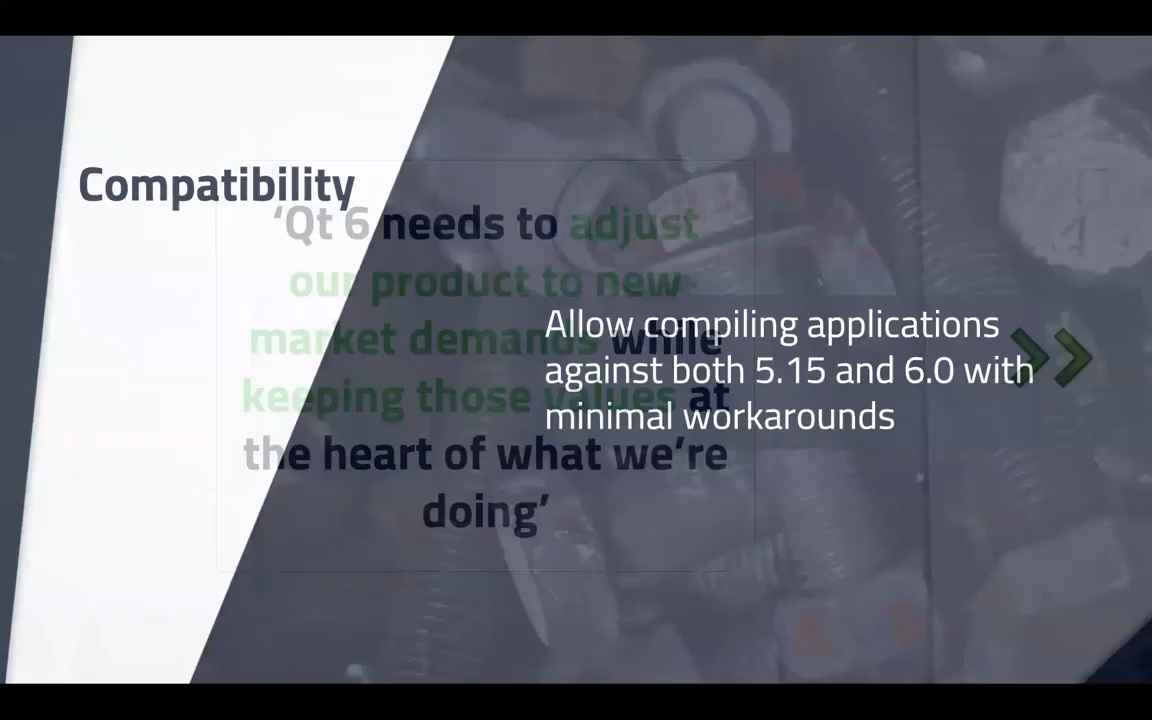 Compatibility
‘Qt 6 needs to adjust
our product to new
market demands while
keeping those values at
the heart of what we’re
doing’
Allow compiling applications
against both 5.15 and 6.0 with
minimal workarounds